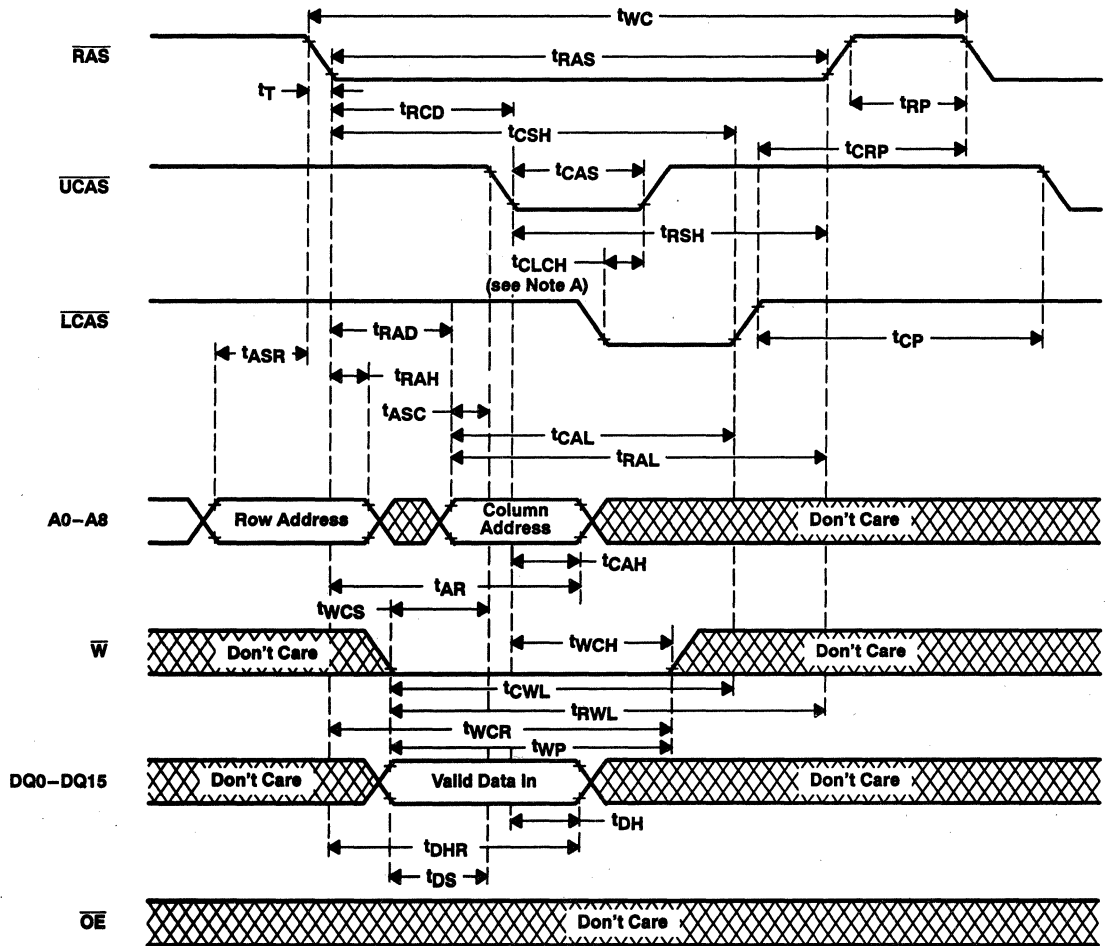 tWC
RAS
tRAS
tT
tRCD
tRP
tCSH
tCRP
UCAS
tCAS
tRSH
tCLCH
(see Note A)
LCAS
tRAD
tCP
tASR
tRAH
tASC
tCAL
tRAL
A0–A8
Row Address
Column
Address
Don't Care
tCAH
tAR
tWCS
W
Don't Care
tWCH
Don't Care
tCWL
tRWL
tWCR
tWP
DQ0–DQ15
Don't Care
Valid Data In
Don't Care
tDH
tDHR
tDS
OE
Don't Care